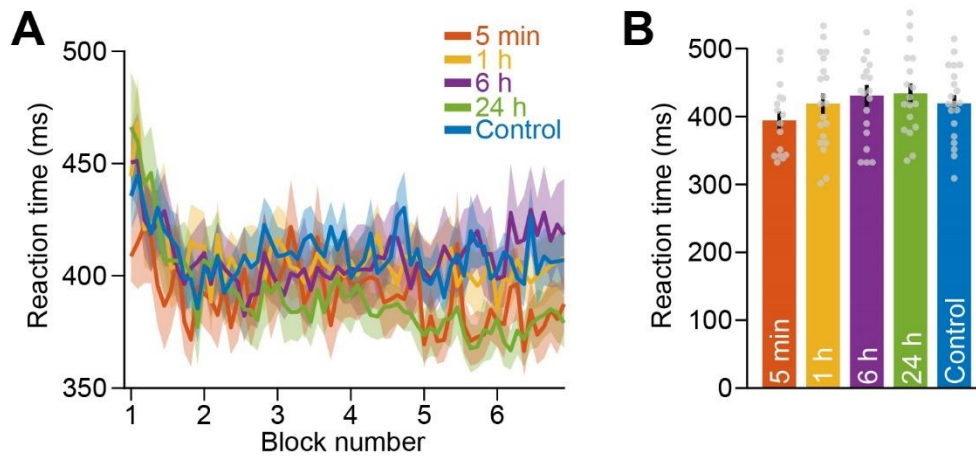 A
Reaction time (ms)
500
450
400
350
1 2 3 4 5 6
Block number
5 min
1 h
6 h
24 h
Control
B
Reaction time (ms)
500
400
300
200
100
0
5 min
1 h
6 h
24 h
Control